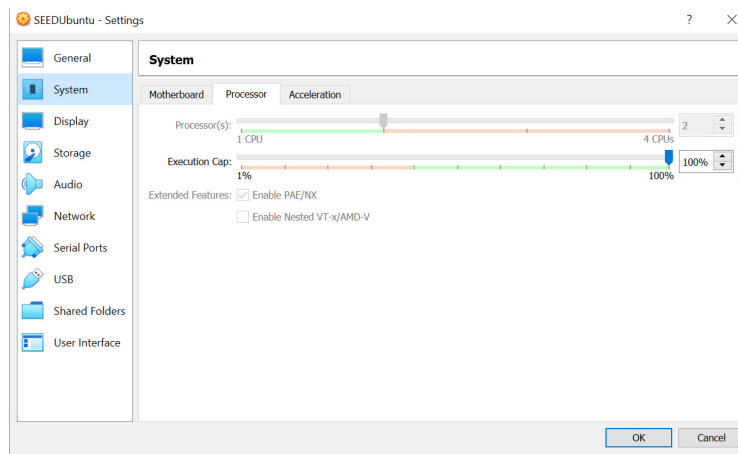 SEEDUbuntu - Settings
?
General
System
Display
Storage
Audio
Network
Serial Ports
USB
Shared Folders
User Interface
System
Motherboard Processor Acceleration
Processor(s): 2
1 CPU 4 CPUs
Execution Cap: 100%
1% 100%
Extended Features: Enable PAE/NX
Enable Nested VT-x/AMD-V
OK Cancel